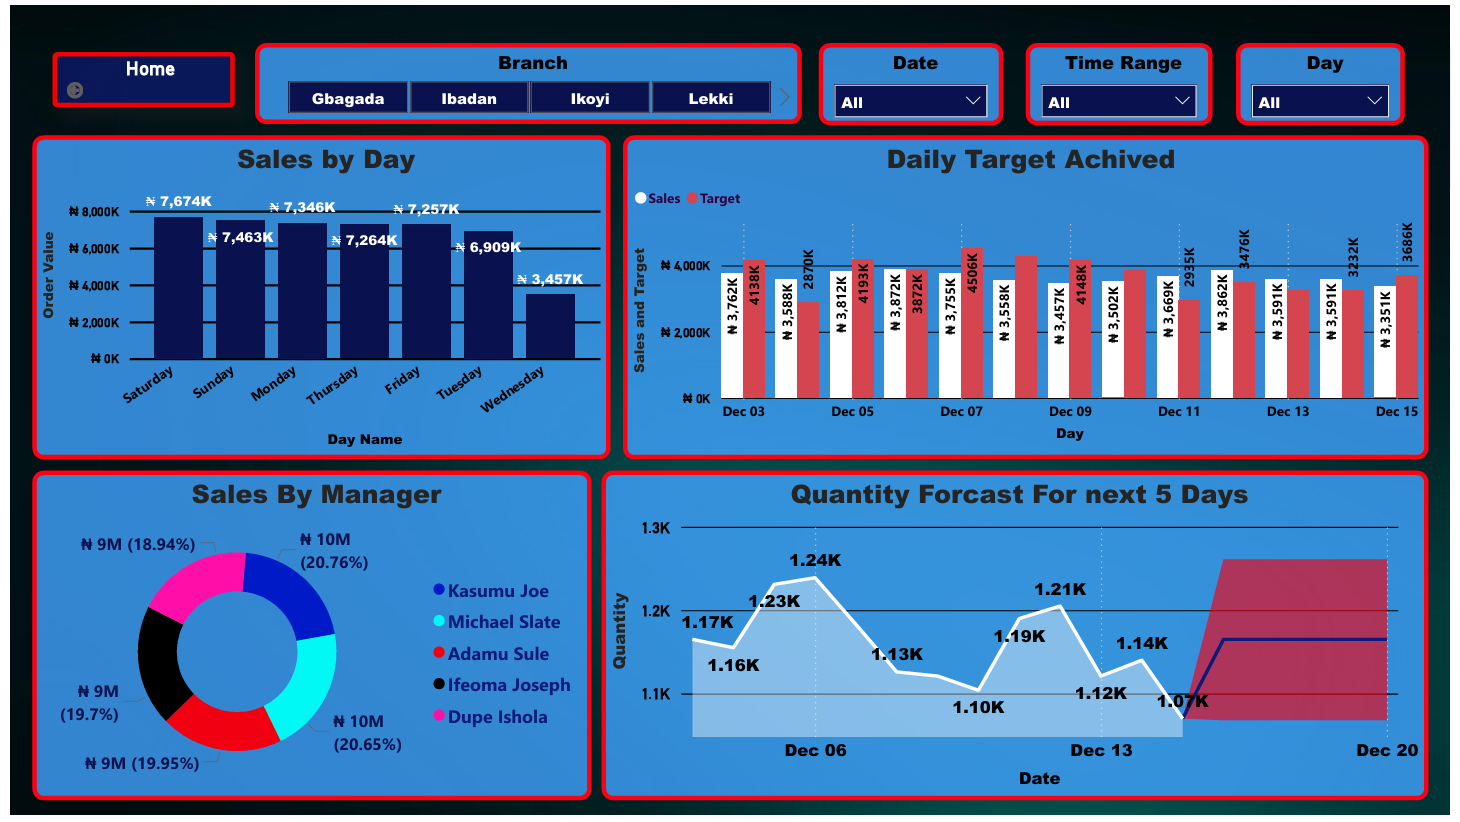 Home
Branch
Gbagada
Ibadan
Ikoyi
Lekki
Date
All
Time Range
All
Day
All
Sales by Day
Order Value
₦ 8,000K
₦ 6,000K
₦ 4,000K
₦ 2,000K
₦ 0K
₦ 7,674K
₦ 7,463K
₦ 7,346K
₦ 7,264K
₦ 7,257K
₦ 6,909K
₦ 3,457K
Saturday
Sunday
Monday
Thursday
Friday
Tuesday
Wednesday
Day Name
Daily Target Achived
Sales
Target
Sales and Target
₦ 4,000K
₦ 2,000K
₦ 0K
₦ 3,762K
4138K
₦ 3,588K
2870K
₦ 3,812K
4193K
₦ 3,872K
3872K
₦ 3,755K
4506K
₦ 3,558K
₦ 3,457K
4148K
₦ 3,502K
₦ 3,669K
2935K
₦ 3,862K
3476K
₦ 3,591K
₦ 3,591K
3232K
₦ 3,351K
3686K
Dec 03
Dec 05
Dec 07
Dec 09
Dec 11
Dec 13
Dec 15
Day
Sales By Manager
₦ 9M (18.94%)
₦ 10M
(20.76%)
₦ 9M
(19.7%)
₦ 10M
(20.65%)
₦ 9M (19.95%)
Kasumu Joe
Michael Slate
Adamu Sule
Ifeoma Joseph
Dupe Ishola
Quantity Forcast For next 5 Days
Quantity
1.3K
1.2K
1.1K
1.17K
1.16K
1.23K
1.24K
1.13K
1.10K
1.19K
1.21K
1.12K
1.14K
1.07K
Dec 06
Dec 13
Dec 20
Date